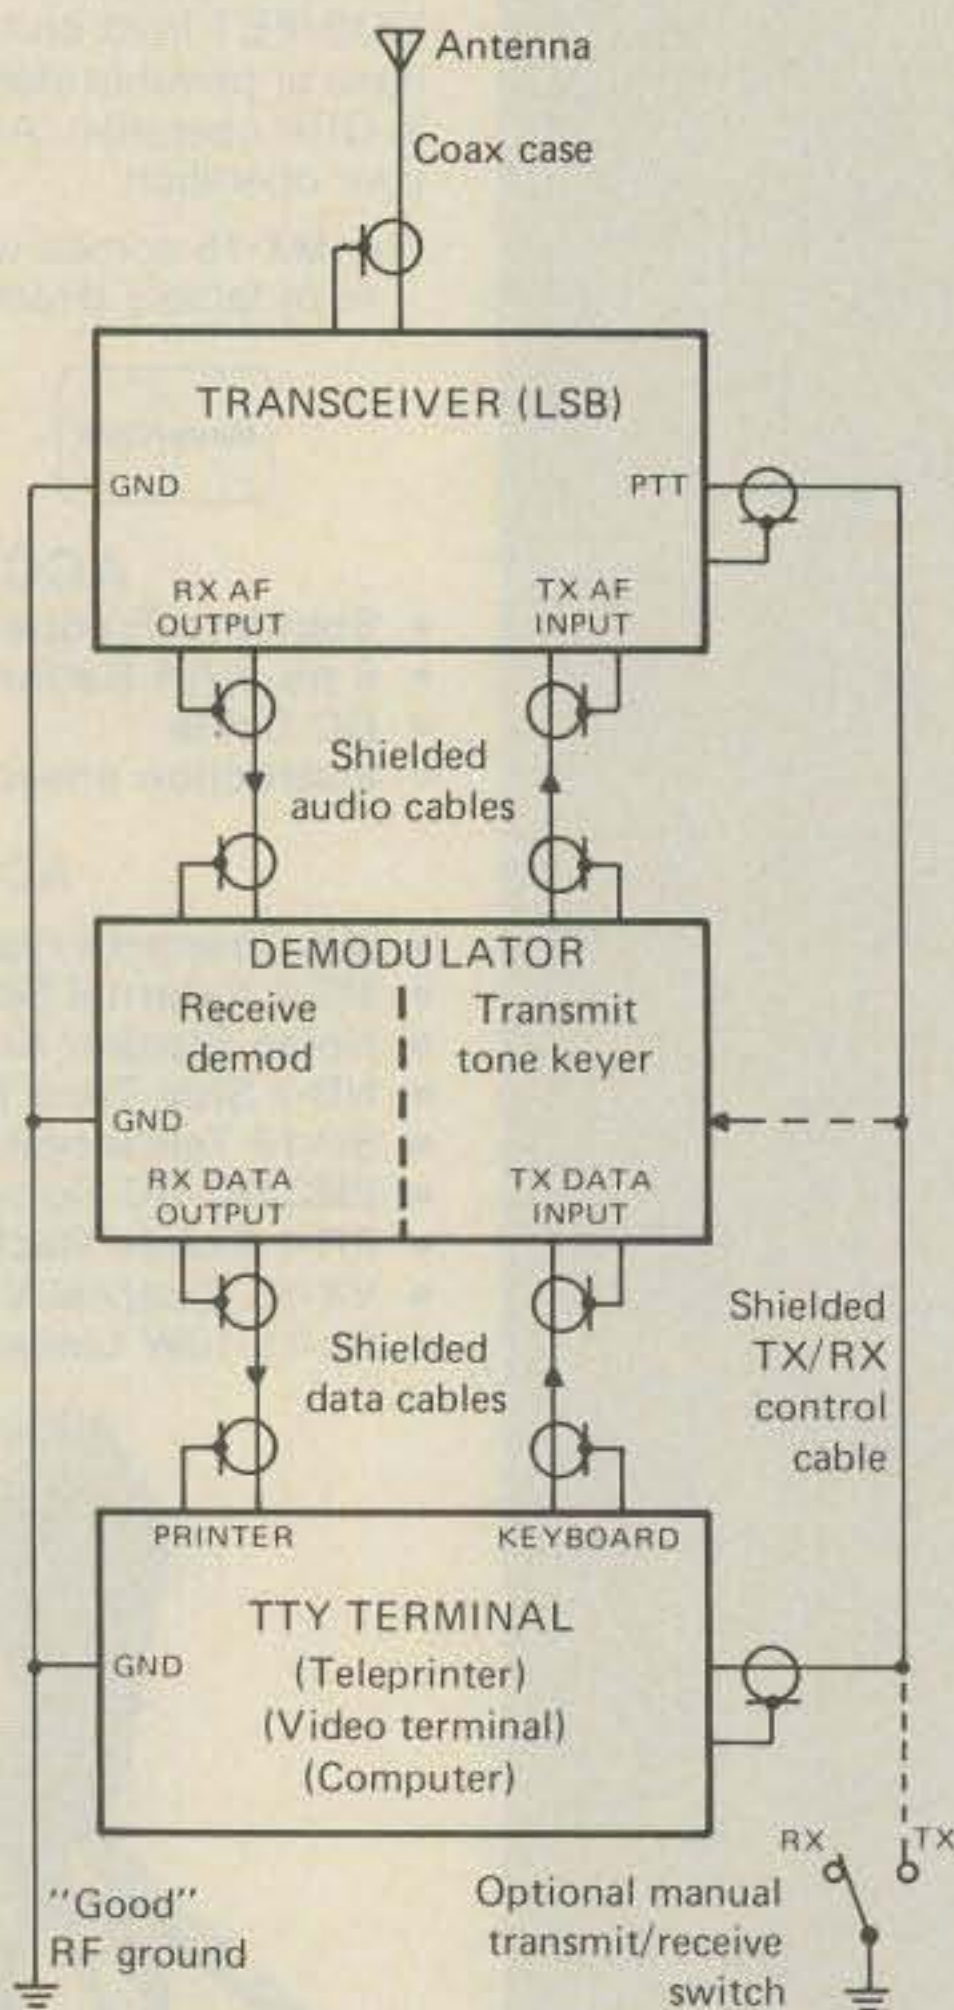 Antenna
Coax case
TRANSCEIVER (LSB)
GND
PTT
RX AF
OUTPUT
TX AF
INPUT
Shielded
audio cables
DEMODULATOR
Receive
demod
Transmit
tone keyer
GND
RX DATA
OUTPUT
TX DATA
INPUT
Shielded
data cables
Shielded
TX/RX
control
cable
PRINTER
KEYBOARD
TTY TERMINAL
GND
(Teleprinter)
(Video terminal)
(Computer)
RX
TX
"Good"
RF ground
Optional manual
transmit/receive
switch